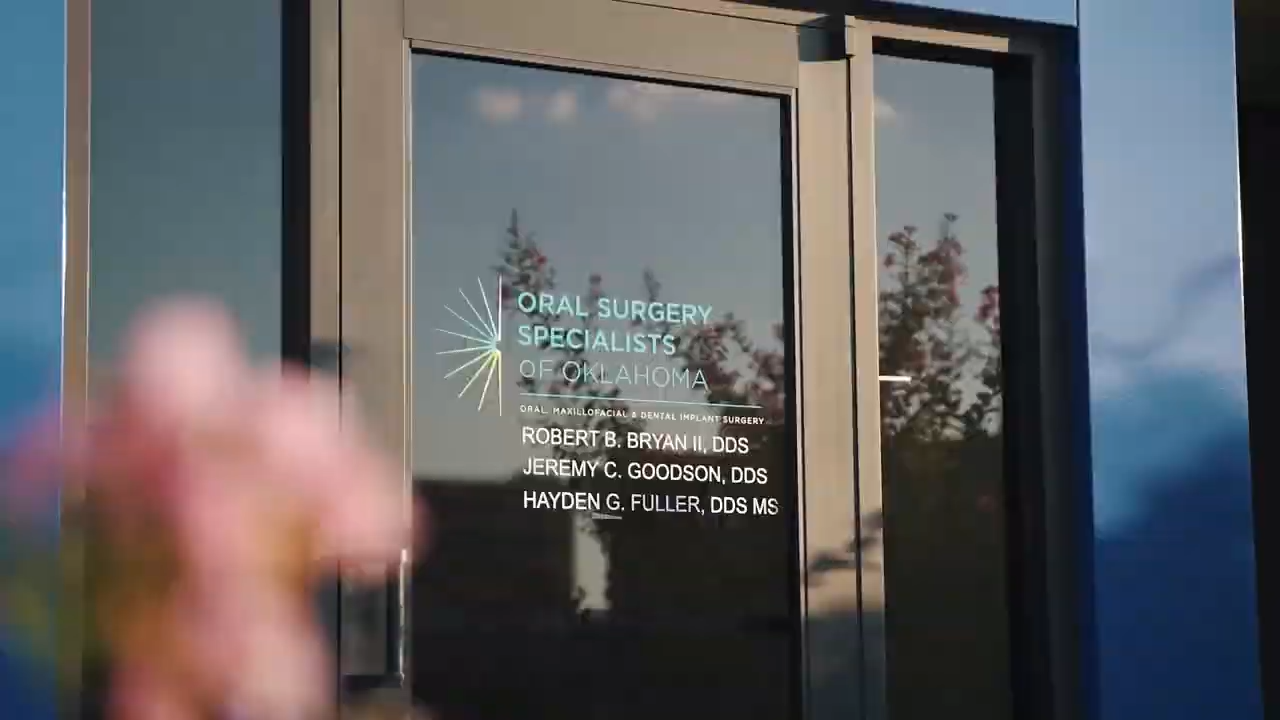 ORAL SURGERY
SPECIALISTS
OF OKLAHOMA
ORAL, MAXILLOFACIAL & DENTAL IMPLANT SURGERY
ROBERT B. BRYAN II, DDS
JEREMY C. GOODSON, DDS
HAYDEN G. FULLER, DDS MS